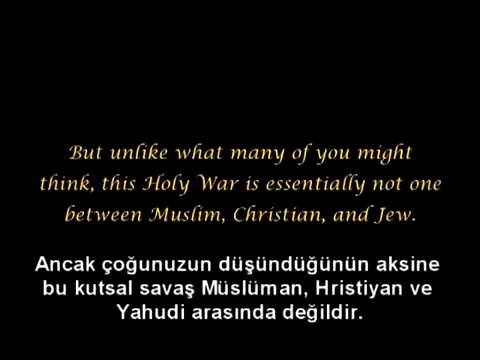 But unlike what many of you might
think, this Holy War is essentially not one
between Muslim, Christian, and Jew.
Ancak çoğunuzun düşündüğünün aksine
bu kutsal savaş Müslüman, Hristiyan ve
Yahudi arasında değildir.